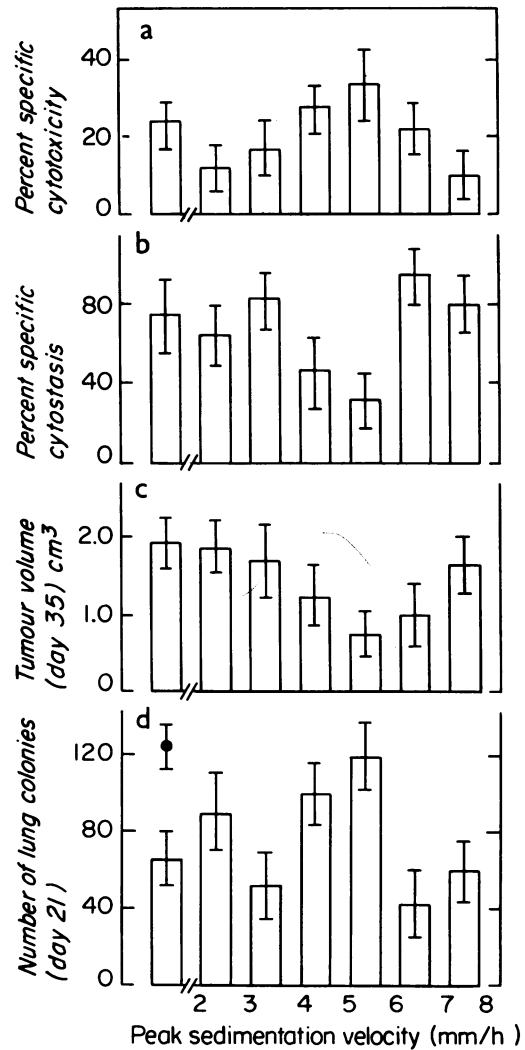 a
40
20
0
Percent specific
cytotoxicity
b
80
40
0
Percent specific
cytostasis
c
2.0
1.0
0
Tumour volume
(day 35) cm³
d
120
80
40
0
Number of lung colonies
(day 21)
2 3 4 5 6 7 8
Peak sedimentation velocity (mm/h)